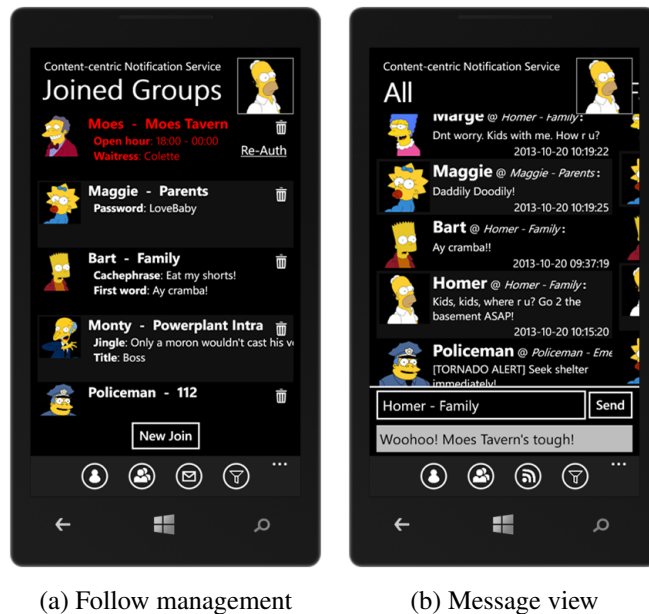 Content-centric Notification Service
Joined Groups
Moes - Moes Tavern
Open hour: 18:00 - 00:00
Waitress: Colette
Re-Auth
Maggie - Parents
Password: LoveBaby
Bart - Family
Cachephrase: Eat my shorts!
First word: Ay cramba!
Monty - Powerplant Intra
Jingle: Only a moron wouldn't cast his v
Title: Boss
Policeman - 112
New Join
(a) Follow management
Content-centric Notification Service
All
Marge @ Homer - Family:
Dnt worry. Kids with me. How r u?
2013-10-20 10:19:22
Maggie @ Maggie - Parents:
Daddily Doodily!
2013-10-20 10:19:25
Bart @ Homer - Family:
Ay cramba!!
2013-10-20 09:37:19
Homer @ Homer - Family:
Kids, kids, where r u? Go 2 the
basement ASAP!
2013-10-20 10:15:20
Policeman @ Policeman - Eme
[TORNADO ALERT] Seek shelter
immediately!
Homer - Family
Send
Woohoo! Moes Tavern's tough!
(b) Message view